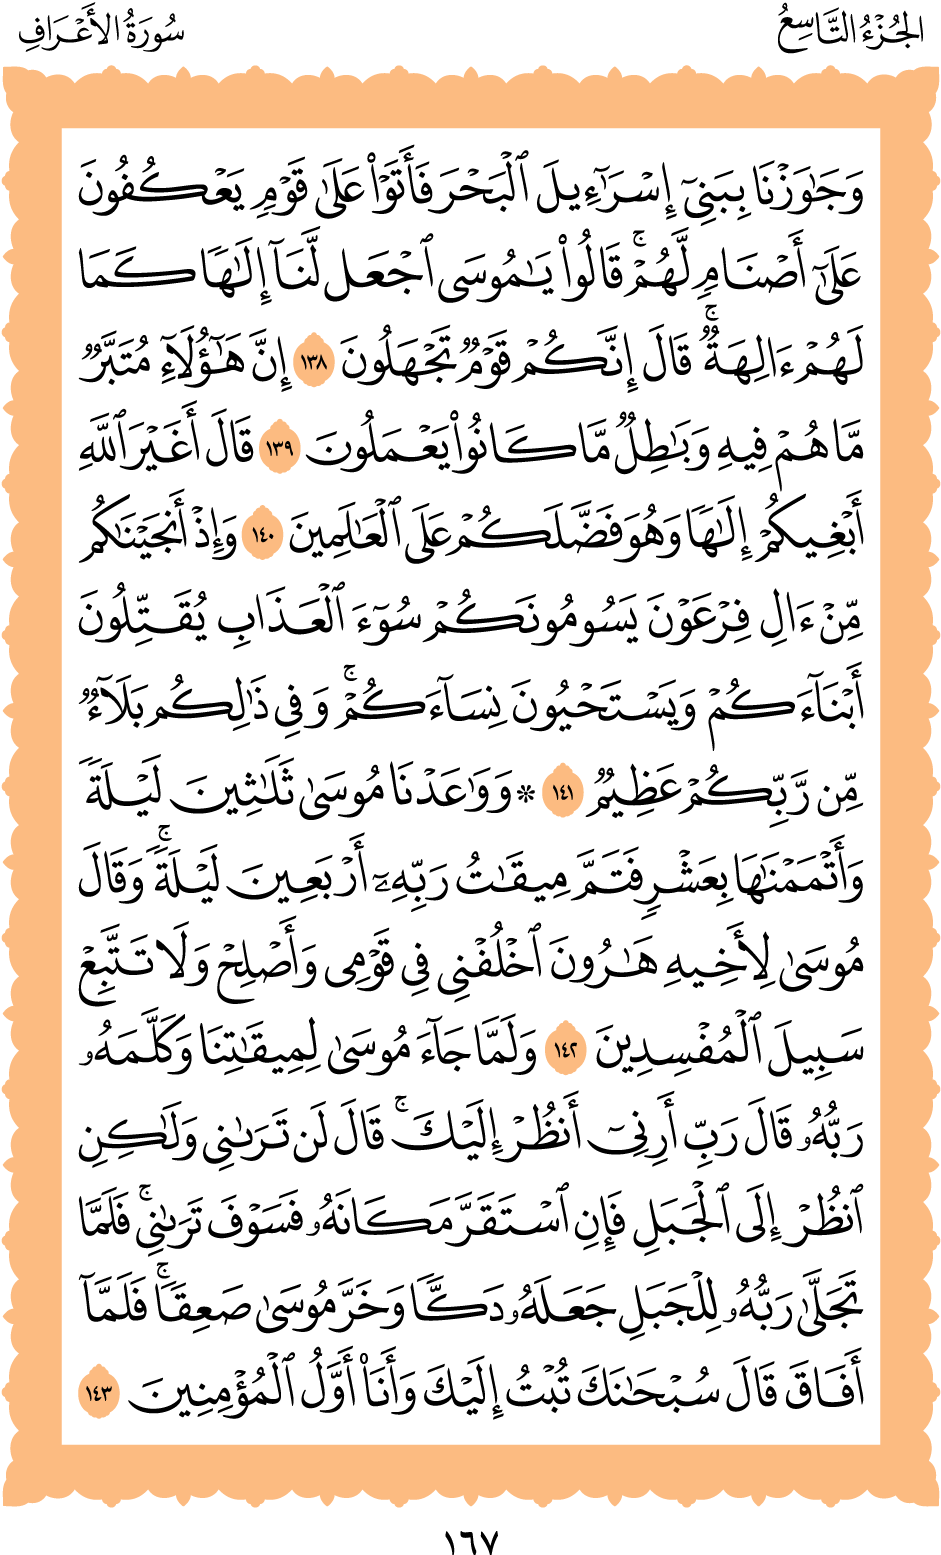 الجُزْءُ التَّاسِعُ
سُورَةُ الأَعْرَافِ
وَجَٰوَزْنَا بِبَنِىٓ إِسْرَٰٓءِيلَ ٱلْبَحْرَ فَأَتَوْا۟ عَلَىٰ قَوْمٍ يَعْكُفُونَ
عَلَىٰٓ أَصْنَامٍ لَّهُمْ ۚ قَالُوا۟ يَٰمُوسَى ٱجْعَل لَّنَآ إِلَٰهًا كَمَا
لَهُمْ ءَالِهَةٌ ۚ قَالَ إِنَّكُمْ قَوْمٌ تَجْهَلُونَ ١٣٨ إِنَّ هَٰٓؤُلَآءِ مُتَبَّرٌ
مَّا هُمْ فِيهِ وَبَٰطِلٌ مَّا كَانُوا۟ يَعْمَلُونَ ١٣٩ قَالَ أَغَيْرَ ٱللَّهِ
أَبْغِيكُمْ إِلَٰهًا وَهُوَ فَضَّلَكُمْ عَلَى ٱلْعَٰلَمِينَ ١٤٠ وَإِذْ أَنجَيْنَٰكُم
مِّنْ ءَالِ فِرْعَوْنَ يَسُومُونَكُمْ سُوٓءَ ٱلْعَذَابِ يُقَتِّلُونَ
أَبْنَآءَكُمْ وَيَسْتَحْيُونَ نِسَآءَكُمْ ۚ وَفِى ذَٰلِكُم بَلَآءٌ
مِّن رَّبِّكُمْ عَظِيمٌ ١٤١ ۞ وَوَٰعَدْنَا مُوسَىٰ ثَلَٰثِينَ لَيْلَةً
وَأَتْمَمْنَٰهَا بِعَشْرٍ فَتَمَّ مِيقَٰتُ رَبِّهِۦٓ أَرْبَعِينَ لَيْلَةً ۚ وَقَالَ
مُوسَىٰ لِأَخِيهِ هَٰرُونَ ٱخْلُفْنِى فِى قَوْمِى وَأَصْلِحْ وَلَا تَتَّبِعْ
سَبِيلَ ٱلْمُفْسِدِينَ ١٤٢ وَلَمَّا جَآءَ مُوسَىٰ لِمِيقَٰتِنَا وَكَلَّمَهُۥ
رَبُّهُۥ قَالَ رَبِّ أَرِنِىٓ أَنظُرْ إِلَيْكَ ۚ قَالَ لَن تَرَىٰنِى وَلَٰكِنِ
ٱنظُرْ إِلَى ٱلْجَبَلِ فَإِنِ ٱسْتَقَرَّ مَكَانَهُۥ فَسَوْفَ تَرَىٰنِى ۚ فَلَمَّا
تَجَلَّىٰ رَبُّهُۥ لِلْجَبَلِ جَعَلَهُۥ دَكًّا وَخَرَّ مُوسَىٰ صَعِقًا ۚ فَلَمَّآ
أَفَاقَ قَالَ سُبْحَٰنَكَ تُبْتُ إِلَيْكَ وَأَنَا۠ أَوَّلُ ٱلْمُؤْمِنِينَ ١٤٣
١٦٧